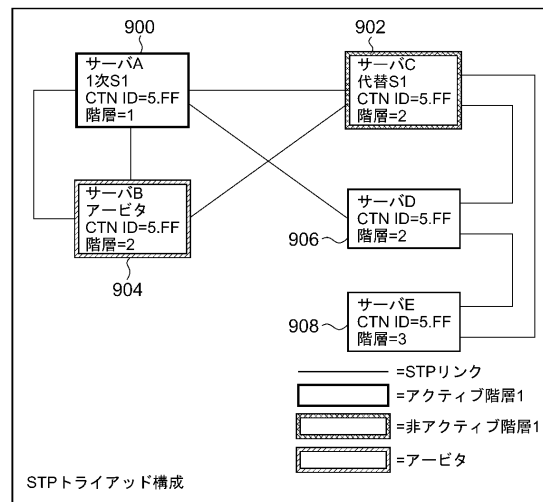 900
サーバA
1次S1
CTN ID=5.FF
階層=1
902
サーバC
代替S1
CTN ID=5.FF
階層=2
サーバB
アービタ
CTN ID=5.FF
階層=2
904
サーバD
CTN ID=5.FF
階層=2
906
サーバE
CTN ID=5.FF
階層=3
908
=STPリンク
=アクティブ階層1
=非アクティブ階層1
=アービタ
STPトライアッド構成